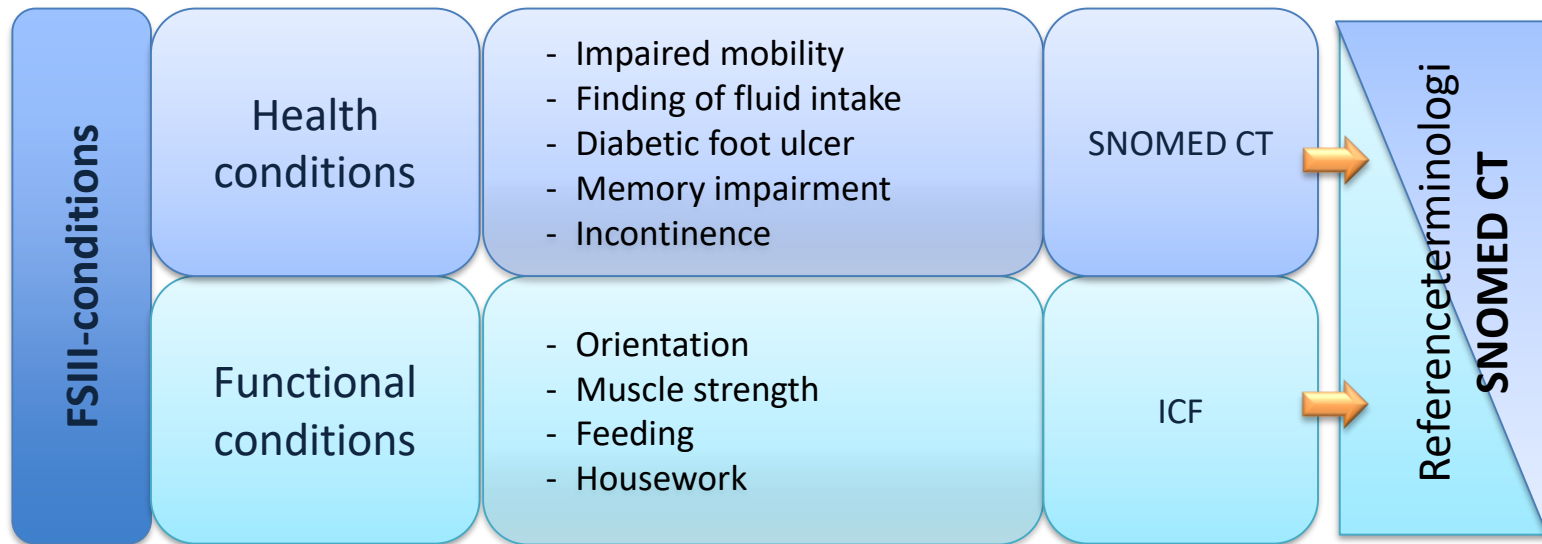 FSIII-conditions
Health
conditions
- Impaired mobility
- Finding of fluid intake
- Diabetic foot ulcer
- Memory impairment
- Incontinence
SNOMED CT
Functional
conditions
- Orientation
- Muscle strength
- Feeding
- Housework
ICF
Referenceterminologi
SNOMED CT